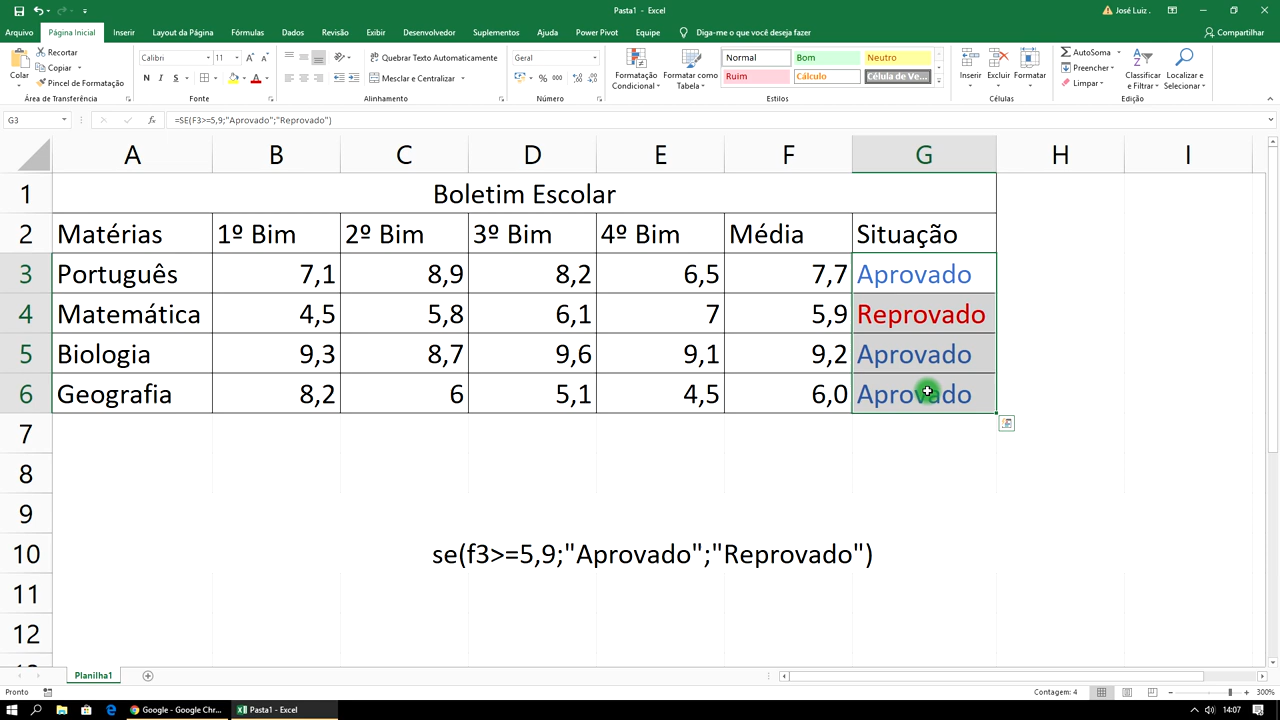 Pasta1 - Excel
José Luiz .
Arquivo Página Inicial Inserir Layout da Página Fórmulas Dados Revisão Exibir Desenvolvedor Suplementos Ajuda Power Pivot Equipe Diga-me o que você deseja fazer Compartilhar
Colar
Recortar
Copiar
Pincel de Formatação
Área de Transferência
Calibri 11
N I S
Fonte
Quebrar Texto Automaticamente
Mesclar e Centralizar
Alinhamento
Geral
% 000
Número
Formatação Condicional
Formatar como Tabela
Normal Bom Neutro
Ruim Cálculo Célula de Ve...
Estilos
Inserir Excluir Formatar
Células
AutoSoma
Preencher
Limpar
Classificar e Filtrar
Localizar e Selecionar
Edição
G3 fx =SE(F3>=5,9;"Aprovado";"Reprovado")
A B C D E F G H I
1 Boletim Escolar
2 Matérias 1º Bim 2º Bim 3º Bim 4º Bim Média Situação
3 Português 7,1 8,9 8,2 6,5 7,7 Aprovado
4 Matemática 4,5 5,8 6,1 7 5,9 Reprovado
5 Biologia 9,3 8,7 9,6 9,1 9,2 Aprovado
6 Geografia 8,2 6 5,1 4,5 6,0 Aprovado
7
8
9
10 se(f3>=5,9;"Aprovado";"Reprovado")
11
12
Planilha1
Pronto Contagem: 4 300%
Google - Google Chr... Pasta1 - Excel 14:07